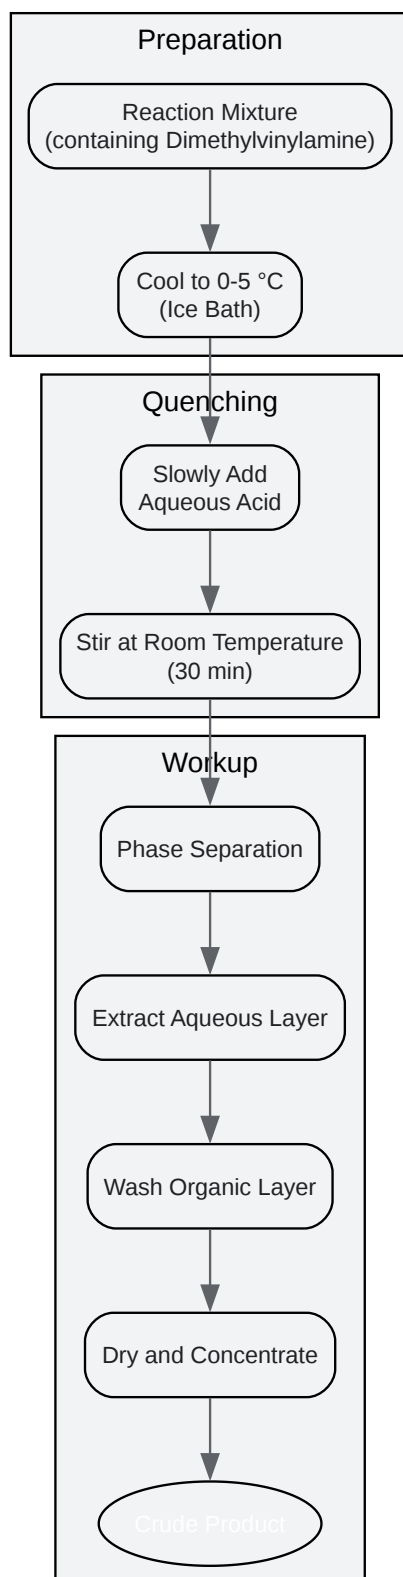 Preparation
Reaction Mixture
(containing Dimethylvinylamine)
Cool to 0-5 °C
(Ice Bath)
Quenching
Slowly Add
Aqueous Acid
Stir at Room Temperature
(30 min)
Workup
Phase Separation
Extract Aqueous Layer
Wash Organic Layer
Dry and Concentrate
Crude Product